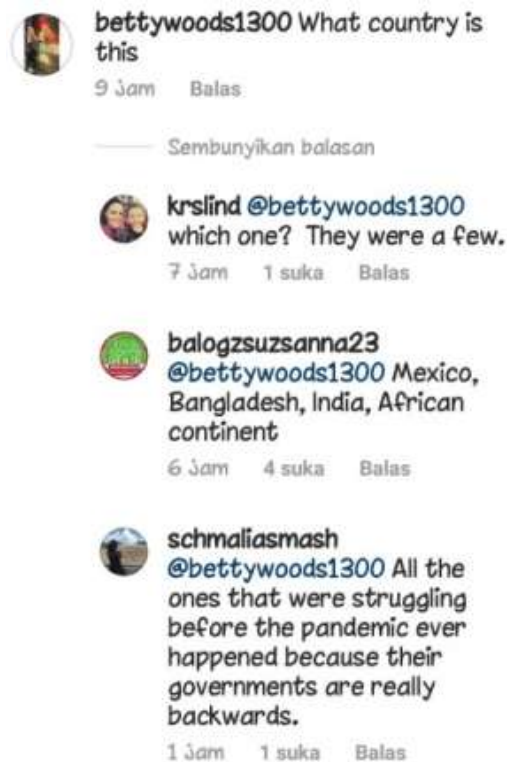 bettywoods1300 What country is
this
9 jam Balas
Sembunyikan balasan
krslind @bettywoods1300
which one? They were a few.
7 jam 1 suka Balas
balogzsuzsanna23
@bettywoods1300 Mexico,
Bangladesh, India, African
continent
6 jam 4 suka Balas
schmaliasmash
@bettywoods1300 All the
ones that were struggling
before the pandemic ever
happened because their
governments are really
backwards.
1 jam 1 suka Balas